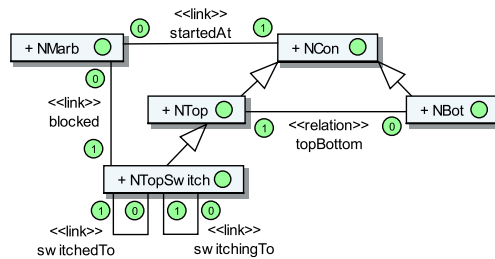 <<link>>
0
startedAt
1
+ NMarb
+ NCon
0
<<link>>
blocked
+ NTop
+ NBot
1
<<relation>>
0
topBottom
1
+ NTopSwitch
1
0
1
0
<<link>>
switchedTo
<<link>>
switchingTo